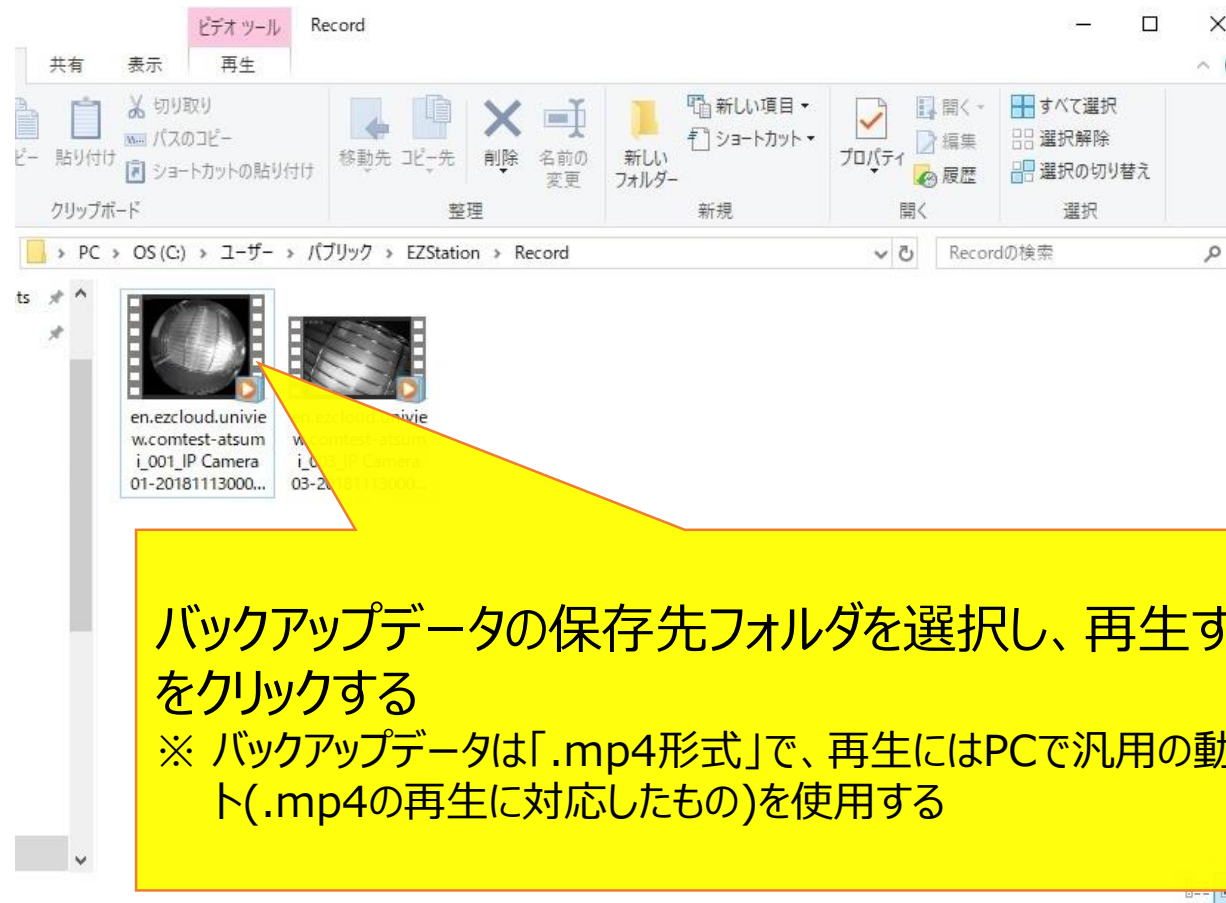 ビデオ ツール Record
共有 表示 再生
切り取り
パスのコピー
ショートカットの貼り付け
ピー 貼り付け
クリップボード
移動先 コピー先 削除 名前の
変更
整理
新しい
フォルダー
新しい項目
ショートカット
新規
プロパティ
開く
編集
履歴
開く
すべて選択
選択解除
選択の切り替え
選択
PC › OS (C:) › ユーザー › パブリック › EZStation › Record
Recordの検索
ts
en.ezcloud.univie
w.comtest-atsum
i_001_IP Camera
01-20181113000...
en.ezcloud.univie
w.comtest-atsum
i_003_IP Camera
03-20181113000...
バックアップデータの保存先フォルダを選択し、再生す
をクリックする
※ バックアップデータは「.mp4形式」で、再生にはPCで汎用の動
ト(.mp4の再生に対応したもの)を使用する